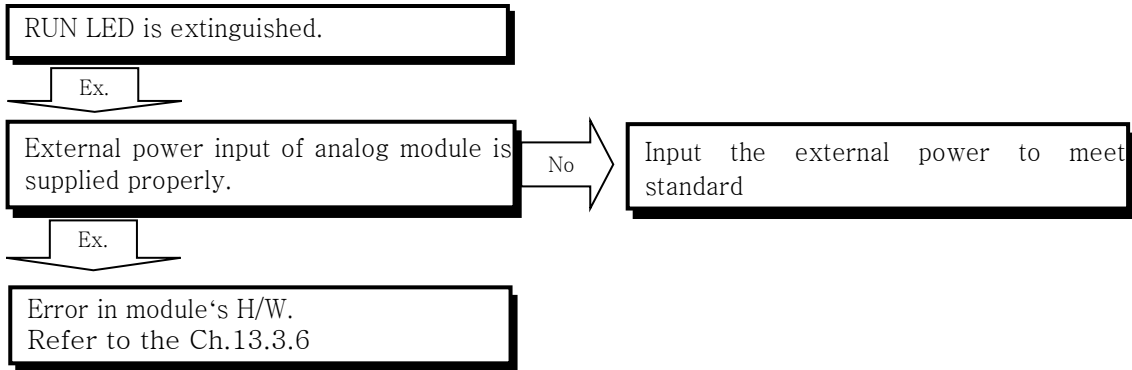 RUN LED is extinguished.
Ex.
External power input of analog module is
supplied properly.
No
Input the external power to meet
standard
Ex.
Error in module‘s H/W.
Refer to the Ch.13.3.6